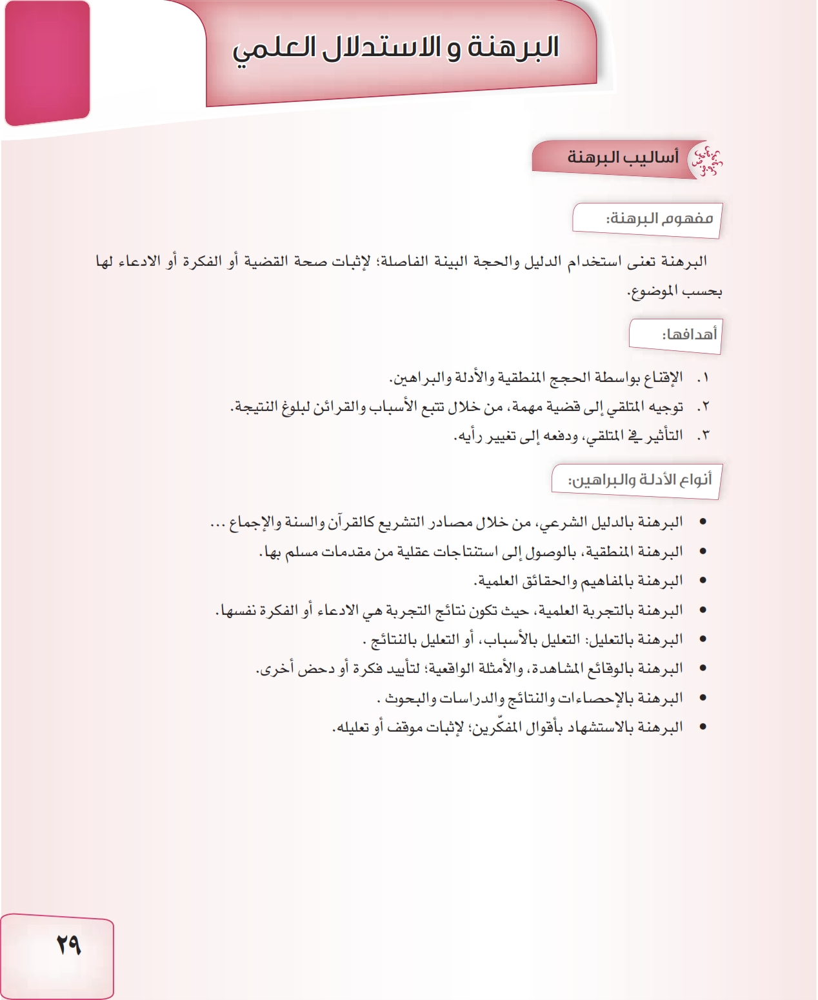 البرهنة والاستدلال العلمي
أساليب البرهنة
مفهوم البرهنة:
البرهنة تعنى استخدام الدليل والحجة البينة الفاصلة؛ لإثبات صحة القضية أو الفكرة أو الادعاء لها
بحسب الموضوع.
أهدافها:
١. الإقناع بواسطة الحجج المنطقية والأدلة والبراهين.
٢. توجيه المتلقي إلى قضية مهمة، من خلال تتبع الأسباب والقرائن لبلوغ النتيجة.
٣. التأثير في المتلقي، ودفعه إلى تغيير رأيه.
أنواع الأدلة والبراهين:
• البرهنة بالدليل الشرعي، من خلال مصادر التشريع كالقرآن والسنة والإجماع ...
• البرهنة المنطقية، بالوصول إلى استنتاجات عقلية من مقدمات مسلم بها.
• البرهنة بالمفاهيم والحقائق العلمية.
• البرهنة بالتجربة العلمية، حيث تكون نتائج التجربة هي الادعاء أو الفكرة نفسها.
• البرهنة بالتعليل: التعليل بالأسباب، أو التعليل بالنتائج .
• البرهنة بالوقائع المشاهدة، والأمثلة الواقعية؛ لتأييد فكرة أو دحض أخرى.
• البرهنة بالإحصاءات والنتائج والدراسات والبحوث .
• البرهنة بالاستشهاد بأقوال المفكّرين؛ لإثبات موقف أو تعليله.
٢٩